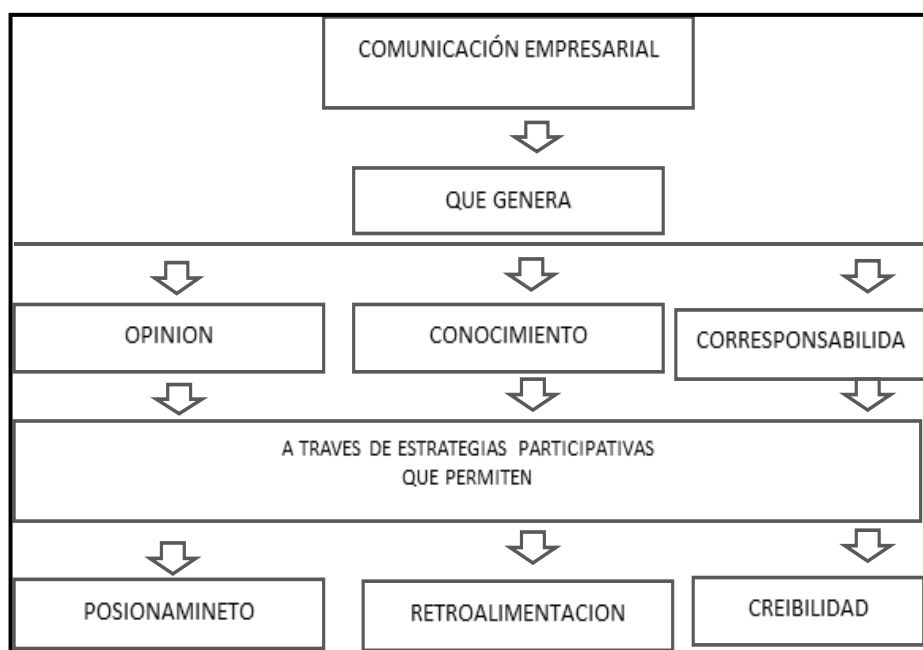 COMUNICACIÓN EMPRESARIAL
QUE GENERA
OPINION
CONOCIMIENTO
CORRESPONSABILIDA
A TRAVES DE ESTRATEGIAS PARTICIPATIVAS
QUE PERMITEN
POSIONAMINETO
RETROALIMENTACION
CREIBILIDAD